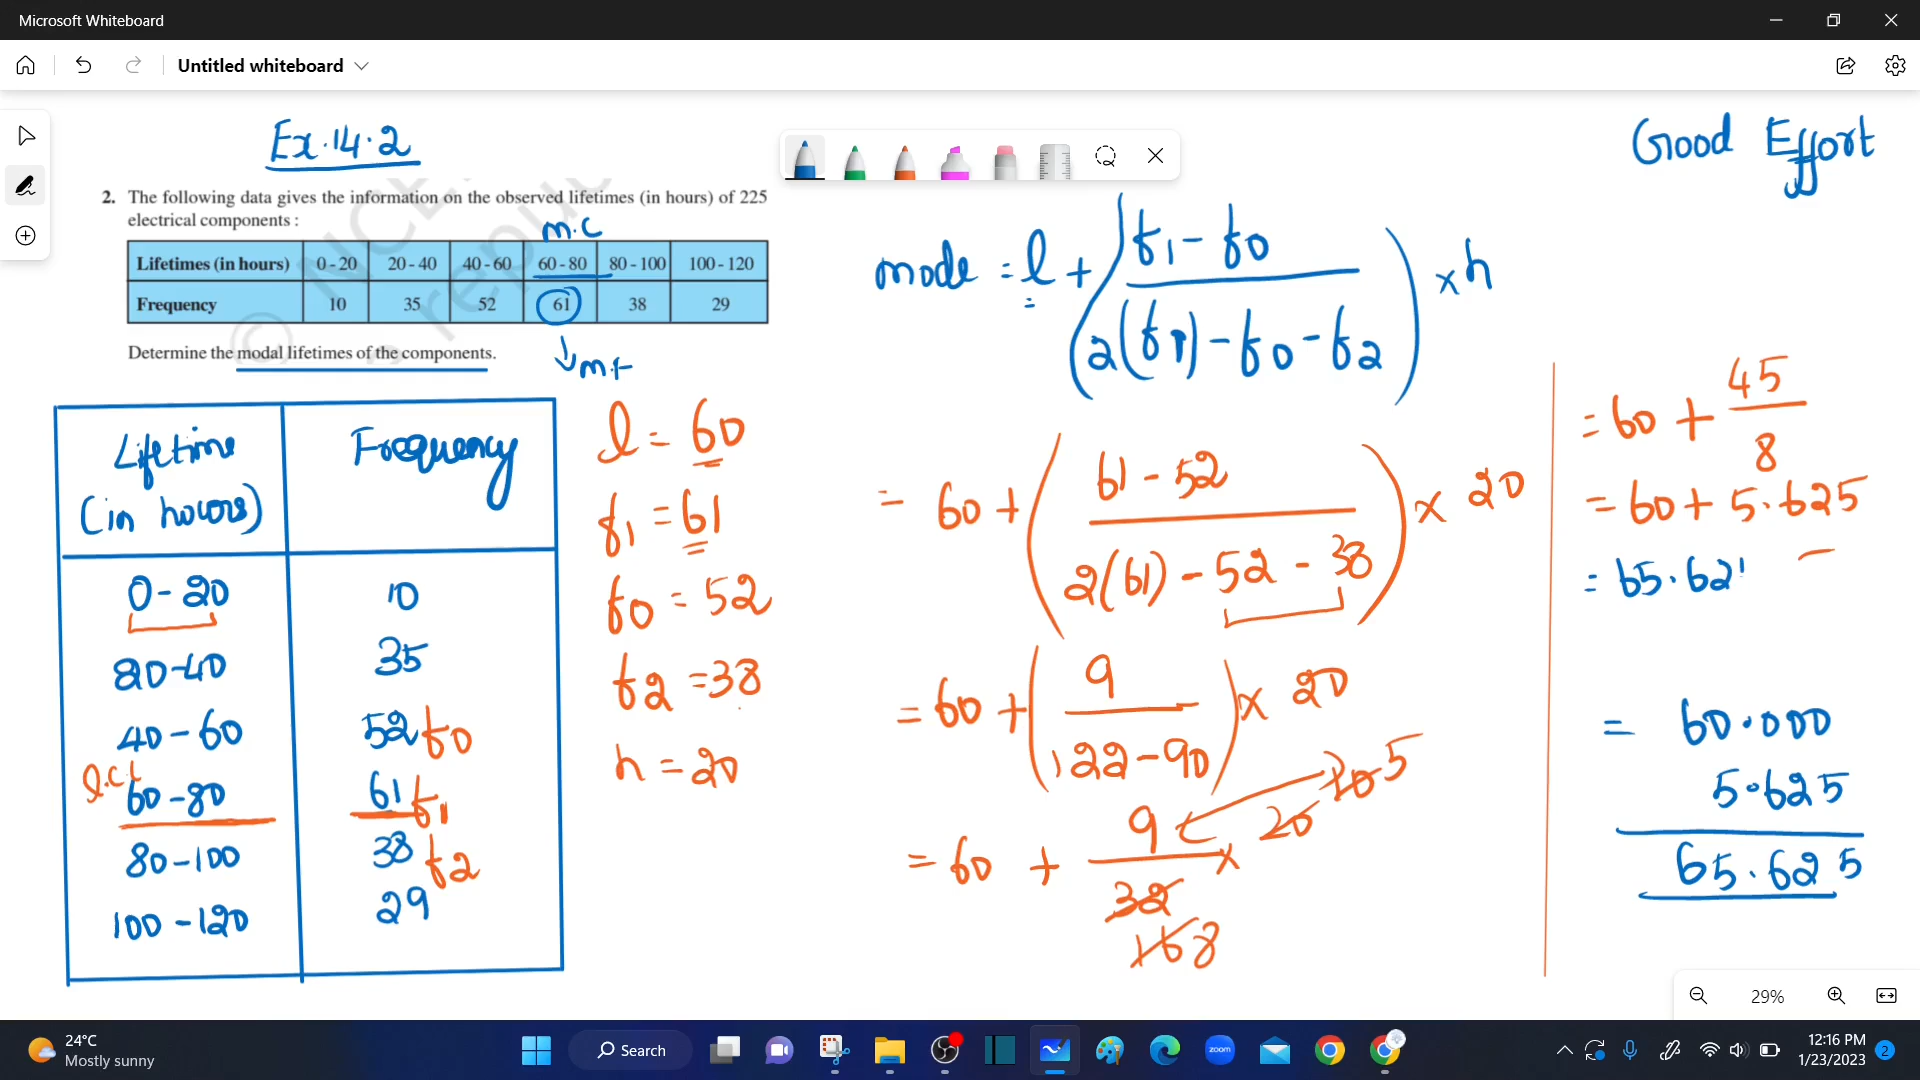 Microsoft Whiteboard
Untitled whiteboard
Ex.14.2
Good Effort
2. The following data gives the information on the observed lifetimes (in hours) of 225
electrical components :
m.c
Lifetimes (in hours) 0-20 20-40 40-60 60-80 80-100 100-120
Frequency 10 35 52 61 38 29
Determine the modal lifetimes of the components.
Lifetime Frequency
(in hours)
0-20 10
20-40 35
40-60 52 f0
60-80 61 f1
80-100 38 f2
100-120 29
l = 60
f1 = 61
f0 = 52
f2 = 38
h = 20
mode = l + ( f1 - f0
2(f1) - f0 - f2 ) × h
= 60 + ( 61 - 52
2(61) - 52 - 38 ) × 20
= 60 + ( 9
122 - 90 ) × 20
= 60 + 9 × 20 10 5
32
16 8
= 60 + 45
8
= 60 + 5.625
= 65.62
= 60.000
5.625
65.625
29%
24°C
Mostly sunny
Search
zoom
12:16 PM
1/23/2023
2